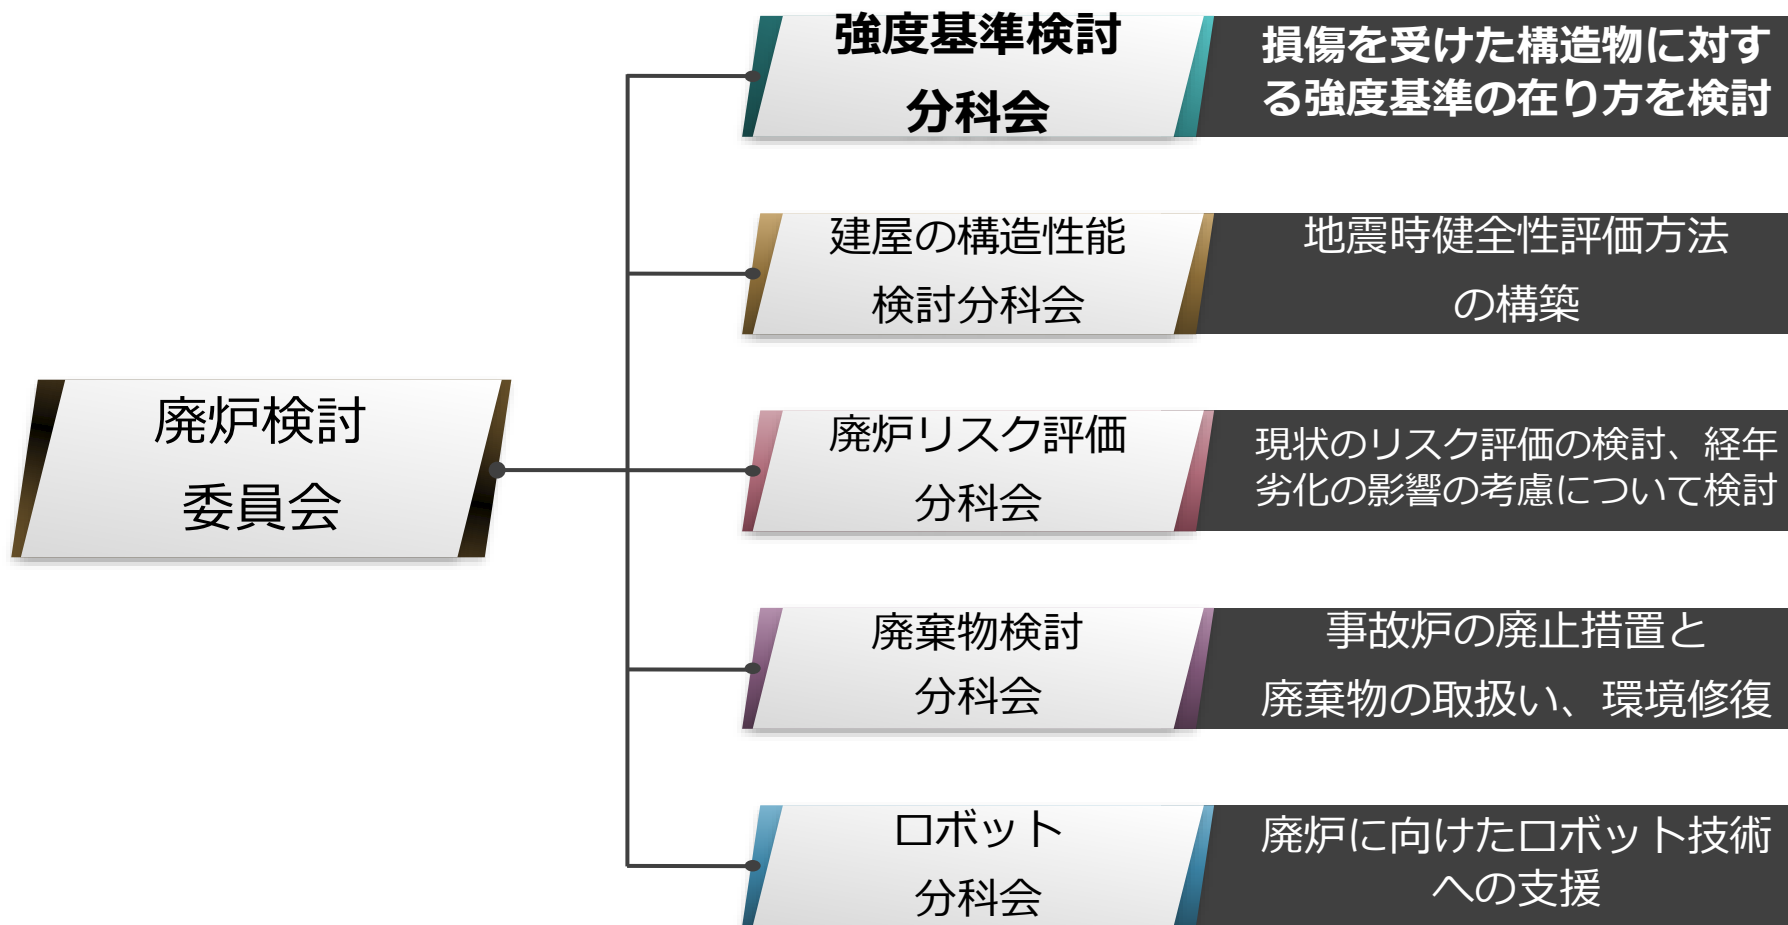 強度基準検討
分科会
損傷を受けた構造物に対す
る強度基準の在り方を検討
建屋の構造性能
検討分科会
地震時健全性評価方法
の構築
廃炉検討
委員会
廃炉リスク評価
分科会
現状のリスク評価の検討、経年
劣化の影響の考慮について検討
廃棄物検討
分科会
事故炉の廃止措置と
廃棄物の取扱い、環境修復
ロボット
分科会
廃炉に向けたロボット技術
への支援